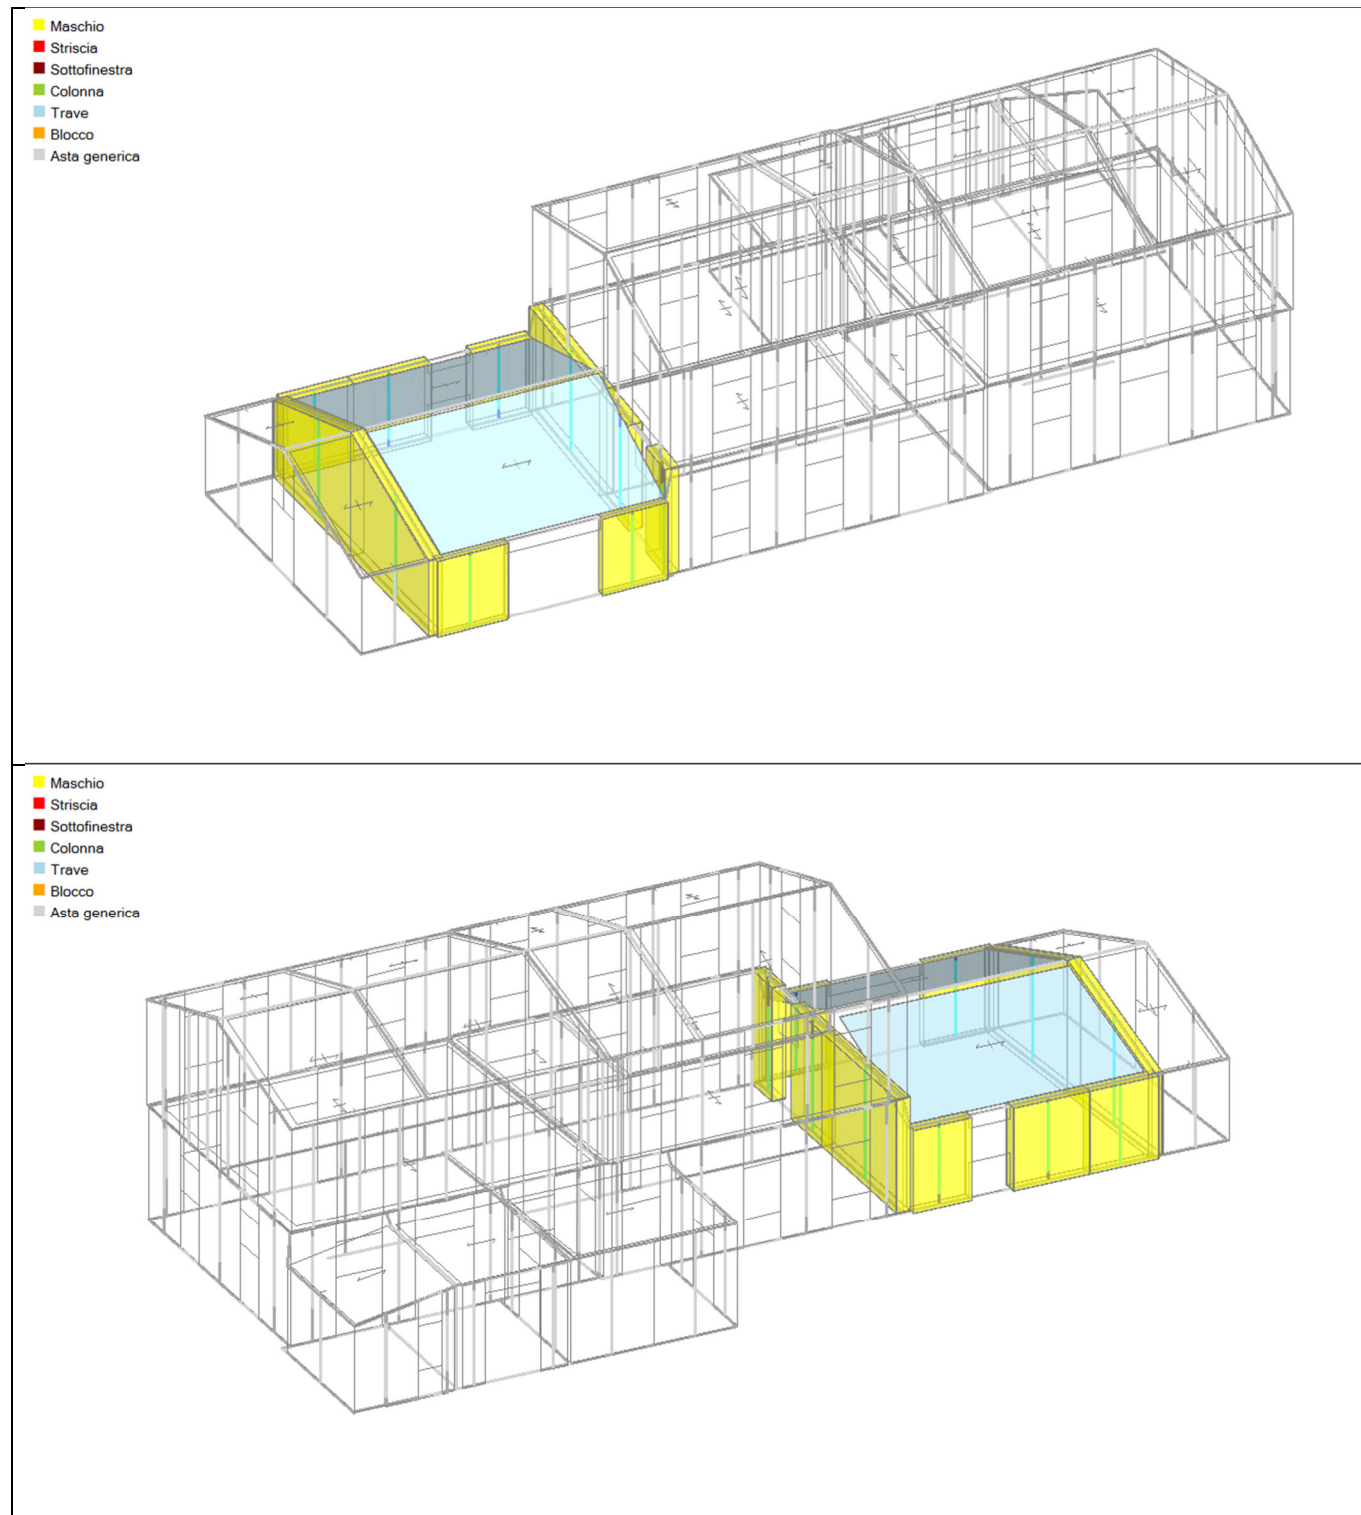 Maschio
Striscia
Sottofinestra
Colonna
Trave
Blocco
Asta generica
Maschio
Striscia
Sottofinestra
Colonna
Trave
Blocco
Asta generica